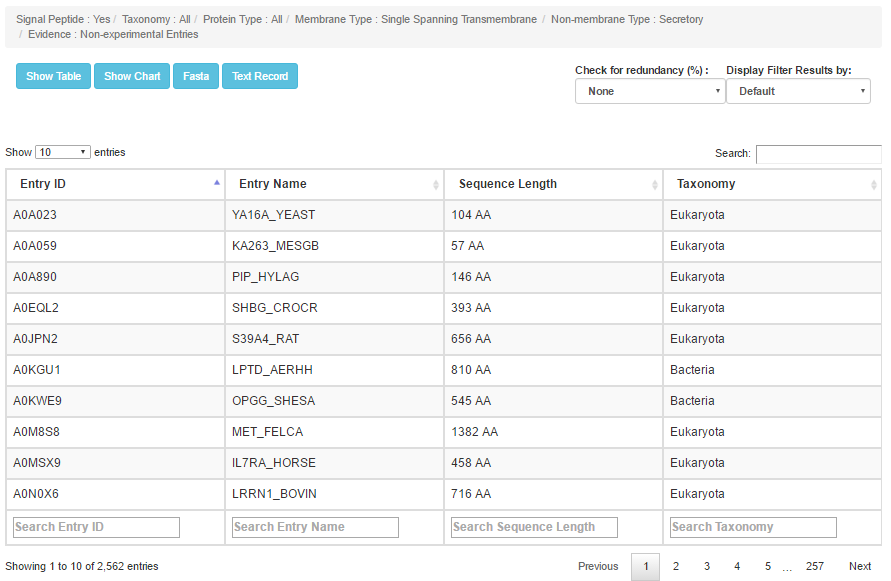 Signal Peptide : Yes / Taxonomy : All / Protein Type : All / Membrane Type : Single Spanning Transmembrane / Non-membrane Type : Secretory
/ Evidence : Non-experimental Entries
Show Table Show Chart Fasta Text Record
Check for redundancy (%) : Display Filter Results by:
None Default
Show 10 entries Search:
Entry ID Entry Name Sequence Length Taxonomy
A0A023 YA16A_YEAST 104 AA Eukaryota
A0A059 KA263_MESGB 57 AA Eukaryota
A0A890 PIP_HYLAG 146 AA Eukaryota
A0EQL2 SHBG_CROCR 393 AA Eukaryota
A0JPN2 S39A4_RAT 656 AA Eukaryota
A0KGU1 LPTD_AERHH 810 AA Bacteria
A0KWE9 OPGG_SHESA 545 AA Bacteria
A0M8S8 MET_FELCA 1382 AA Eukaryota
A0MSX9 IL7RA_HORSE 458 AA Eukaryota
A0N0X6 LRRN1_BOVIN 716 AA Eukaryota
Search Entry ID Search Entry Name Search Sequence Length Search Taxonomy
Showing 1 to 10 of 2,562 entries Previous 1 2 3 4 5 ... 257 Next